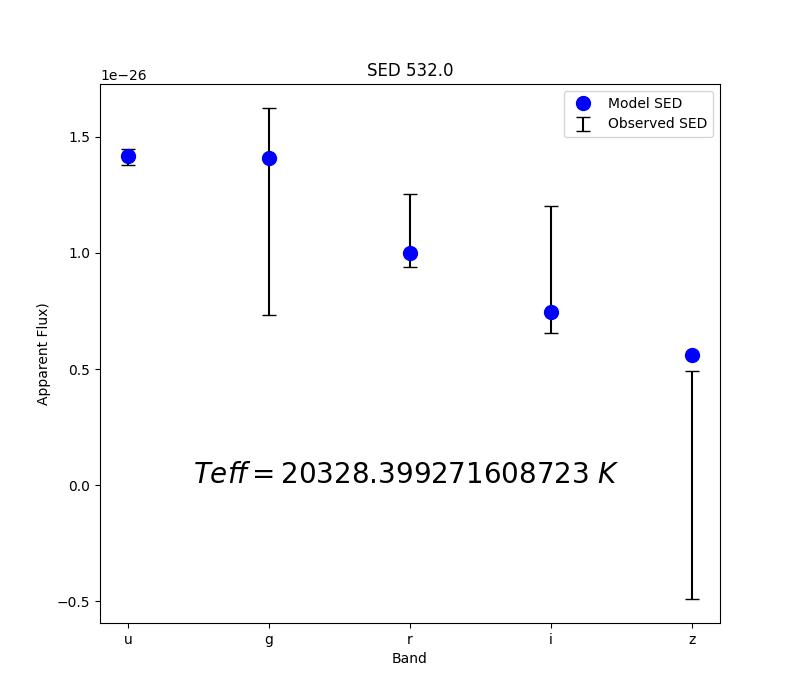 SED 532.0
1e−26
Model SED
Observed SED
1.5
1.0
0.5
0.0
−0.5
Apparent Flux)
Teff = 20328.399271608723 K
u g r i z
Band